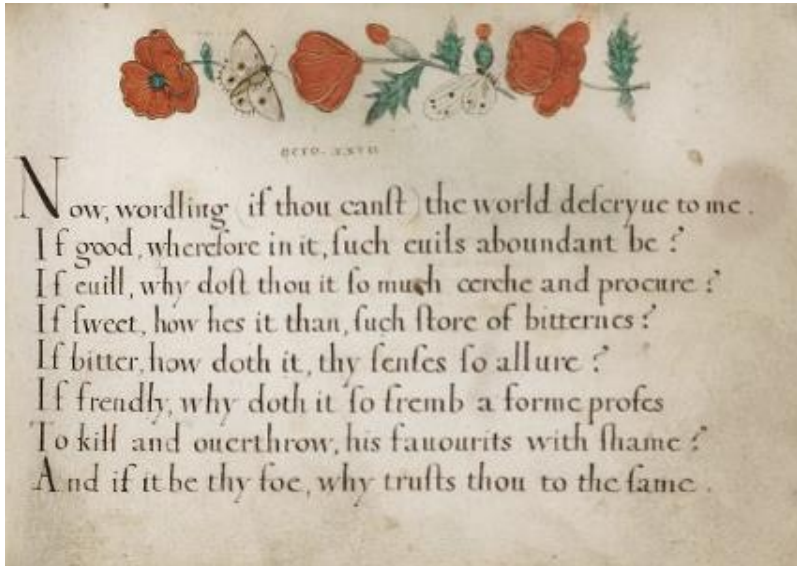 OCTO. XXVII
Now, wordling (if thou canſt) the world deſcryue to me.
If good, wherefore in it, ſuch euils aboundant be?
If euill, why doſt thou it ſo much cerche and procure?
If ſweet, how hes it than, ſuch ſtore of bitternes?
If bitter, how doth it, thy ſenſes ſo allure?
If frendly, why doth it ſo fremb a forme profes
To kill and ouerthrow, his fauourits with ſhame?
And if it be thy foe, why truſts thou to the ſame.